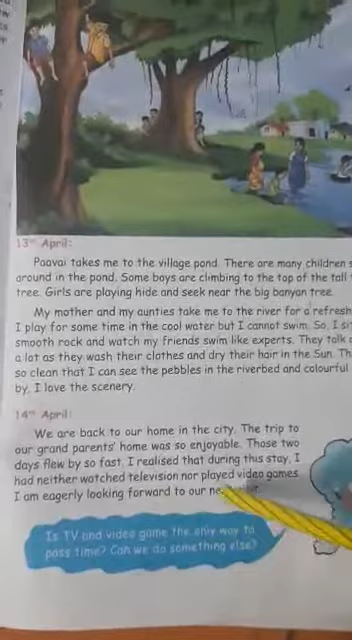 13th April:
Paavai takes me to the village pond. There are many children
around in the pond. Some boys are climbing to the top of the tall
tree. Girls are playing hide and seek near the big banyan tree.
My mother and my aunties take me to the river for a refresh
I play for some time in the cool water but I cannot swim. So, I sit
smooth rock and watch my friends swim like experts. They talk
a lot as they wash their clothes and dry their hair in the Sun. Th
so clean that I can see the pebbles in the riverbed and colourful
by. I love the scenery.
14th April:
We are back to our home in the city. The trip to
our grand parents' home was so enjoyable. Those two
days flew by so fast. I realised that during this stay, I
had neither watched television nor played video games.
I am eagerly looking forward to our
Is TV and video game the only way to
pass time? Can we do something else?